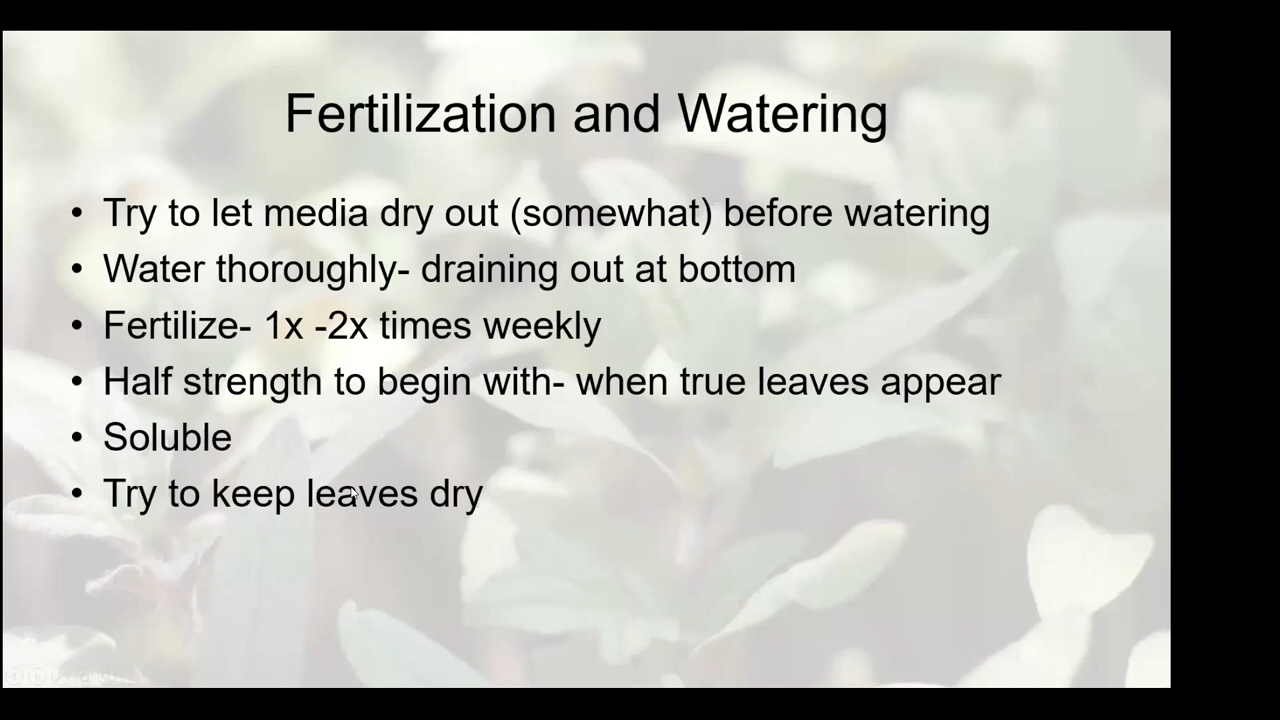 Fertilization and Watering
• Try to let media dry out (somewhat) before watering
• Water thoroughly- draining out at bottom
• Fertilize- 1x -2x times weekly
• Half strength to begin with- when true leaves appear
• Soluble
• Try to keep leaves dry